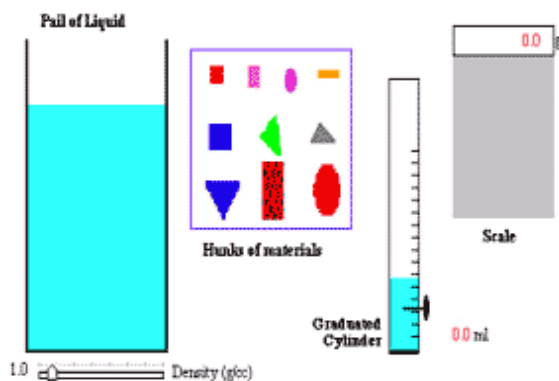 Pail of Liquid
0.0
Hunks of materials
Scale
Graduated
Cylinder
0.0 ml
1.0
Density (g/cc)